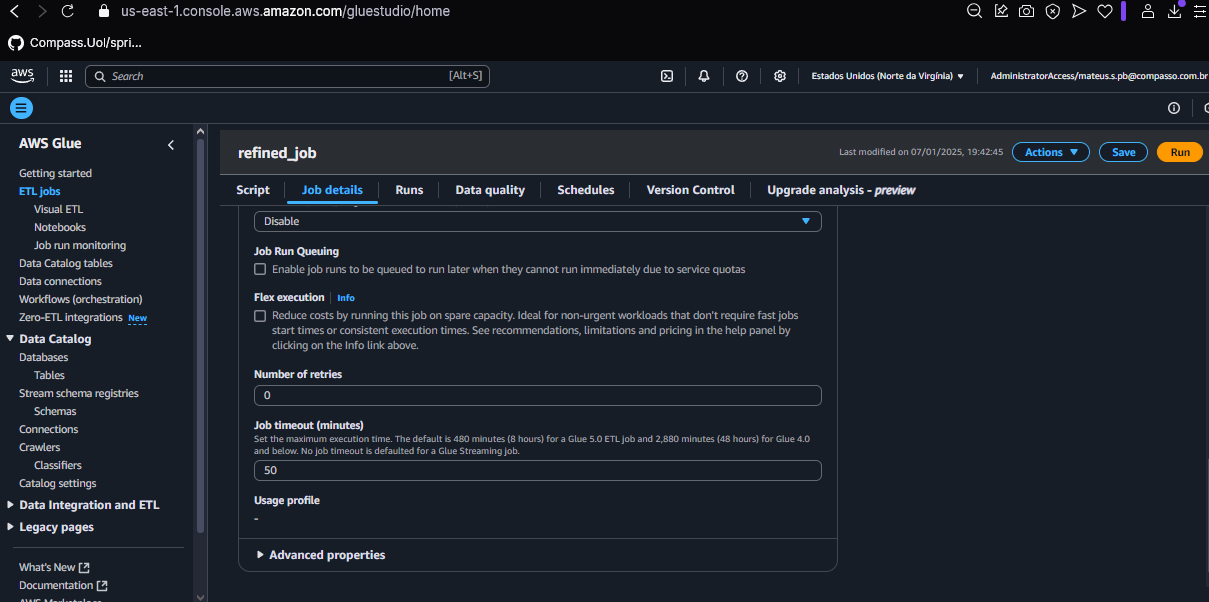 us-east-1.console.aws.amazon.com/gluestudio/home
Compass.Uol/spri...
aws
Search
[Alt+S]
Estados Unidos (Norte da Virgínia)
AdministratorAccess/mateus.s.pb@compasso.com.br
AWS Glue
Getting started
ETL jobs
Visual ETL
Notebooks
Job run monitoring
Data Catalog tables
Data connections
Workflows (orchestration)
Zero-ETL integrations New
Data Catalog
Databases
Tables
Stream schema registries
Schemas
Connections
Crawlers
Classifiers
Catalog settings
Data Integration and ETL
Legacy pages
What's New
Documentation
AWS Marketplace
refined_job
Last modified on 07/01/2025, 19:42:45
Actions
Save
Run
Script
Job details
Runs
Data quality
Schedules
Version Control
Upgrade analysis - preview
Disable
Job Run Queuing
Enable job runs to be queued to run later when they cannot run immediately due to service quotas
Flex execution
Info
Reduce costs by running this job on spare capacity. Ideal for non-urgent workloads that don't require fast jobs
start times or consistent execution times. See recommendations, limitations and pricing in the help panel by
clicking on the Info link above.
Number of retries
0
Job timeout (minutes)
Set the maximum execution time. The default is 480 minutes (8 hours) for a Glue 5.0 ETL job and 2,880 minutes (48 hours) for Glue 4.0
and below. No job timeout is defaulted for a Glue Streaming job.
50
Usage profile
-
Advanced properties